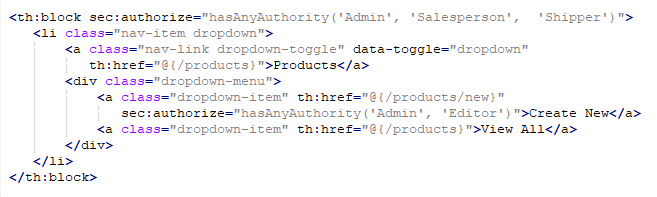 <th:block sec:authorize="hasAnyAuthority('Admin', 'Salesperson',  'Shipper')">
<li class="nav-item dropdown">
<a class="nav-link dropdown-toggle" data-toggle="dropdown"
th:href="@{/products}">Products</a>
<div class="dropdown-menu">
<a class="dropdown-item" th:href="@{/products/new}"
sec:authorize="hasAnyAuthority('Admin', 'Editor')">Create New</a>
<a class="dropdown-item" th:href="@{/products}">View All</a>
</div>
</li>
</th:block>